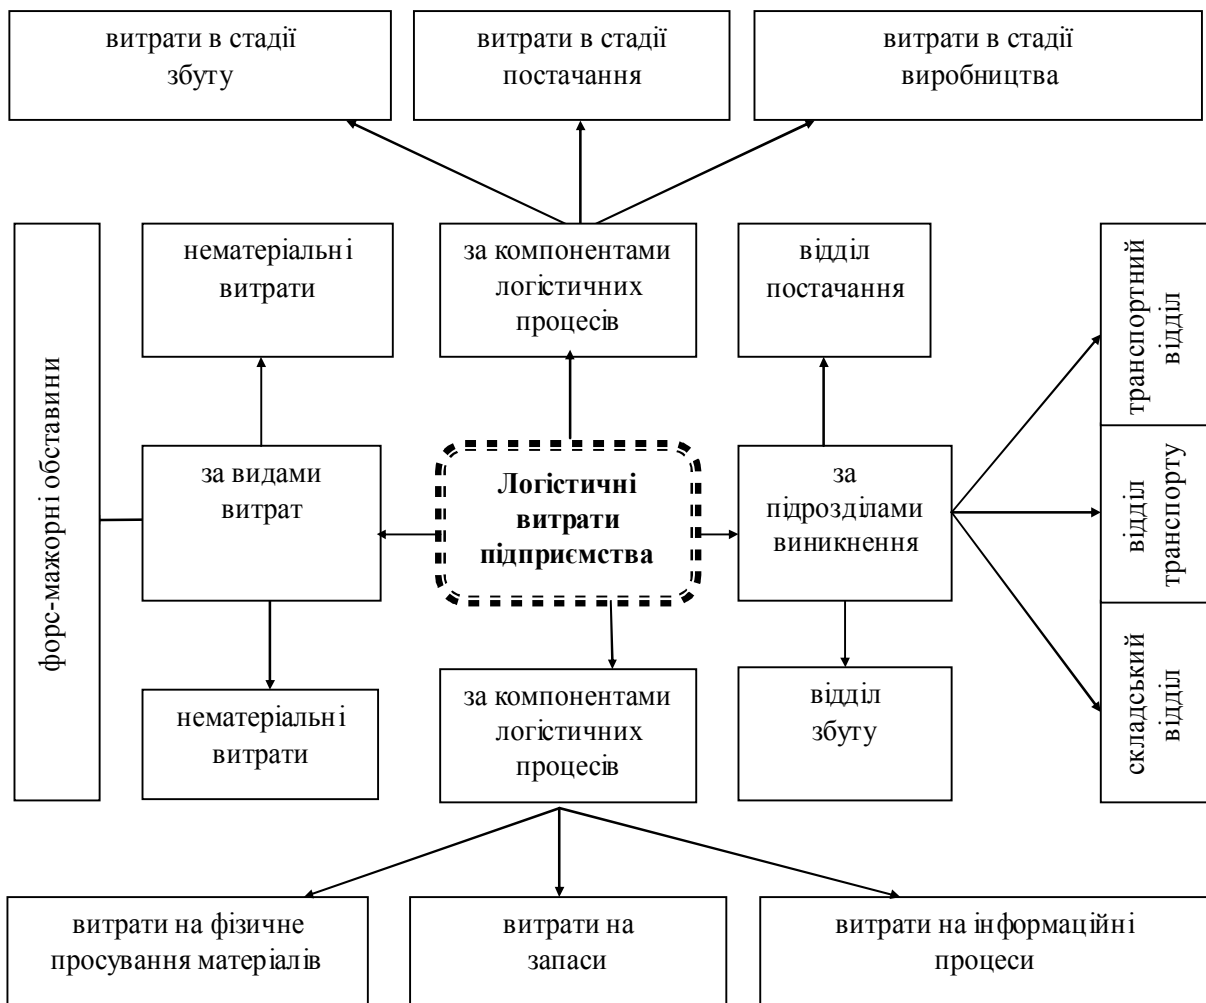 витрати в стадії
збуту
витрати в стадії
постачання
витрати в стадії
виробництва
форс-мажорні обставини
нематеріальні
витрати
за компонентами
логістичних
процесів
відділ
постачання
транспортний
відділ
за видами
витрат
Логістичні
витрати
підприємства
за
підрозділами
виникнення
відділ
транспорту
нематеріальні
витрати
за компонентами
логістичних
процесів
відділ
збуту
складський
відділ
витрати на фізичне
просування матеріалів
витрати на
запаси
витрати на інформаційні
процеси